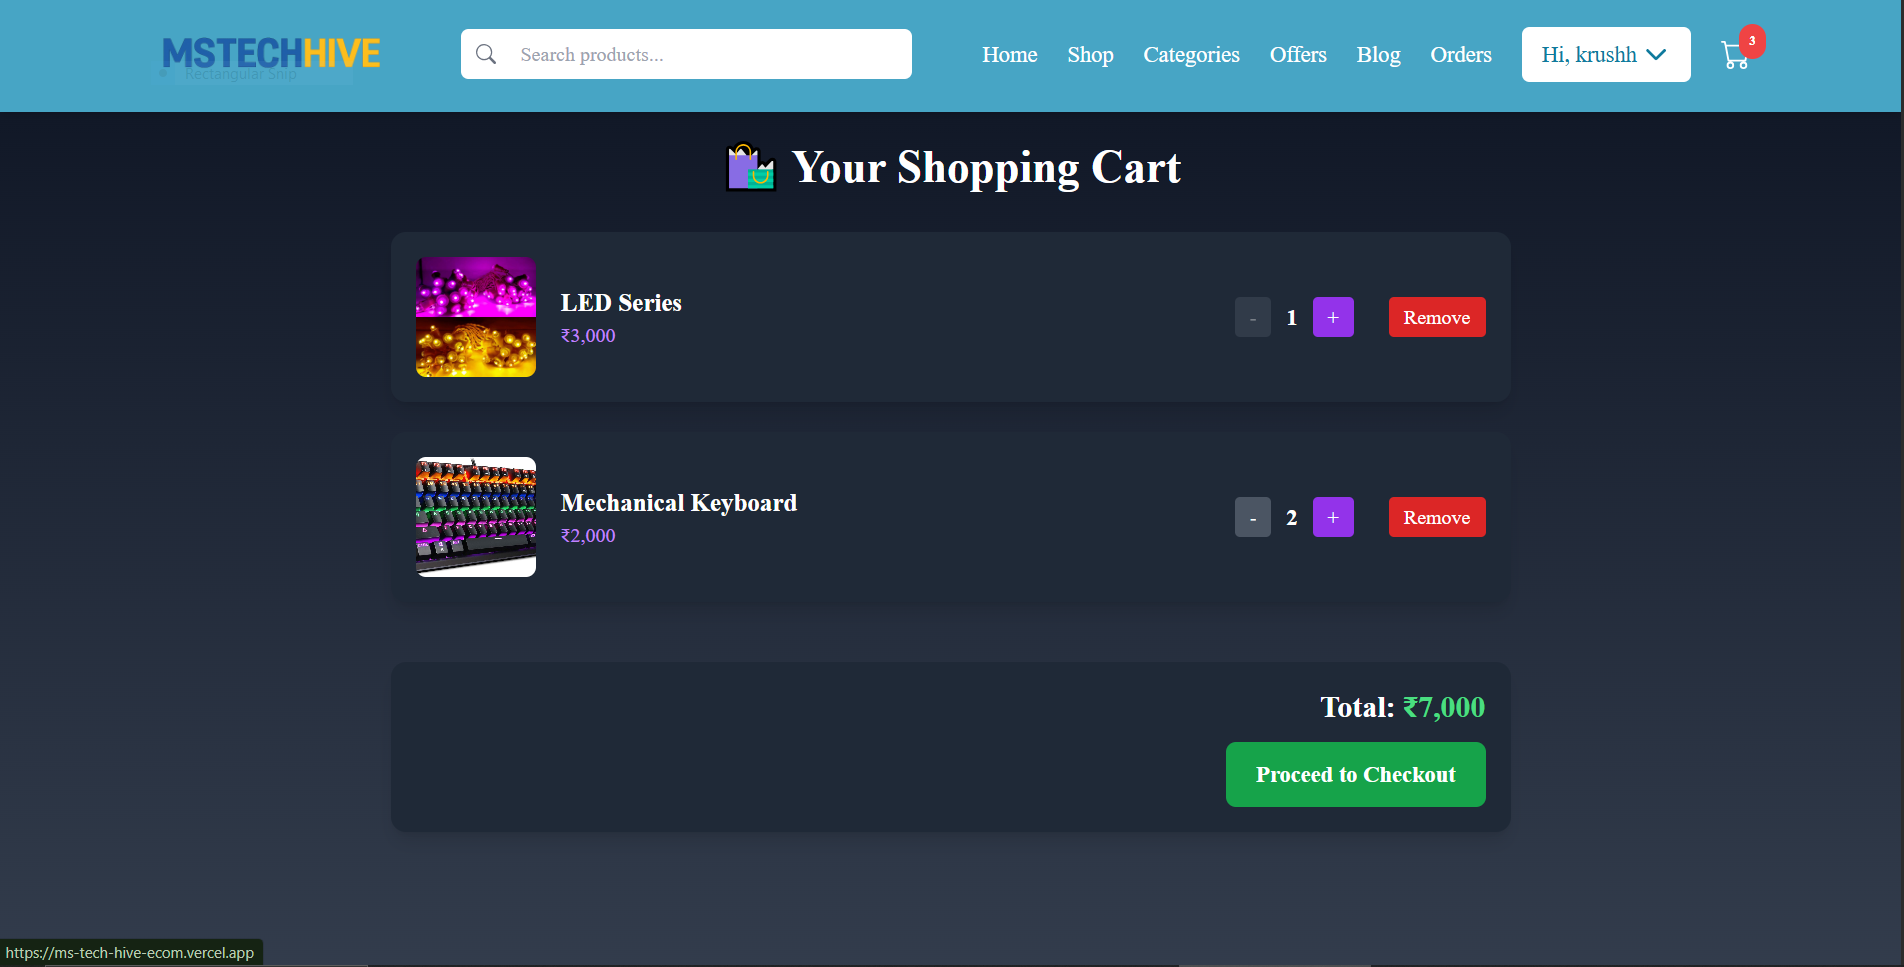 MSTECHHIVE
Rectangular Snip
Search products...
Home Shop Categories Offers Blog Orders
Hi, krushh
3
Your Shopping Cart
LED Series
₹3,000
- 1 + Remove
Mechanical Keyboard
₹2,000
- 2 + Remove
Total: ₹7,000
Proceed to Checkout
https://ms-tech-hive-ecom.vercel.app